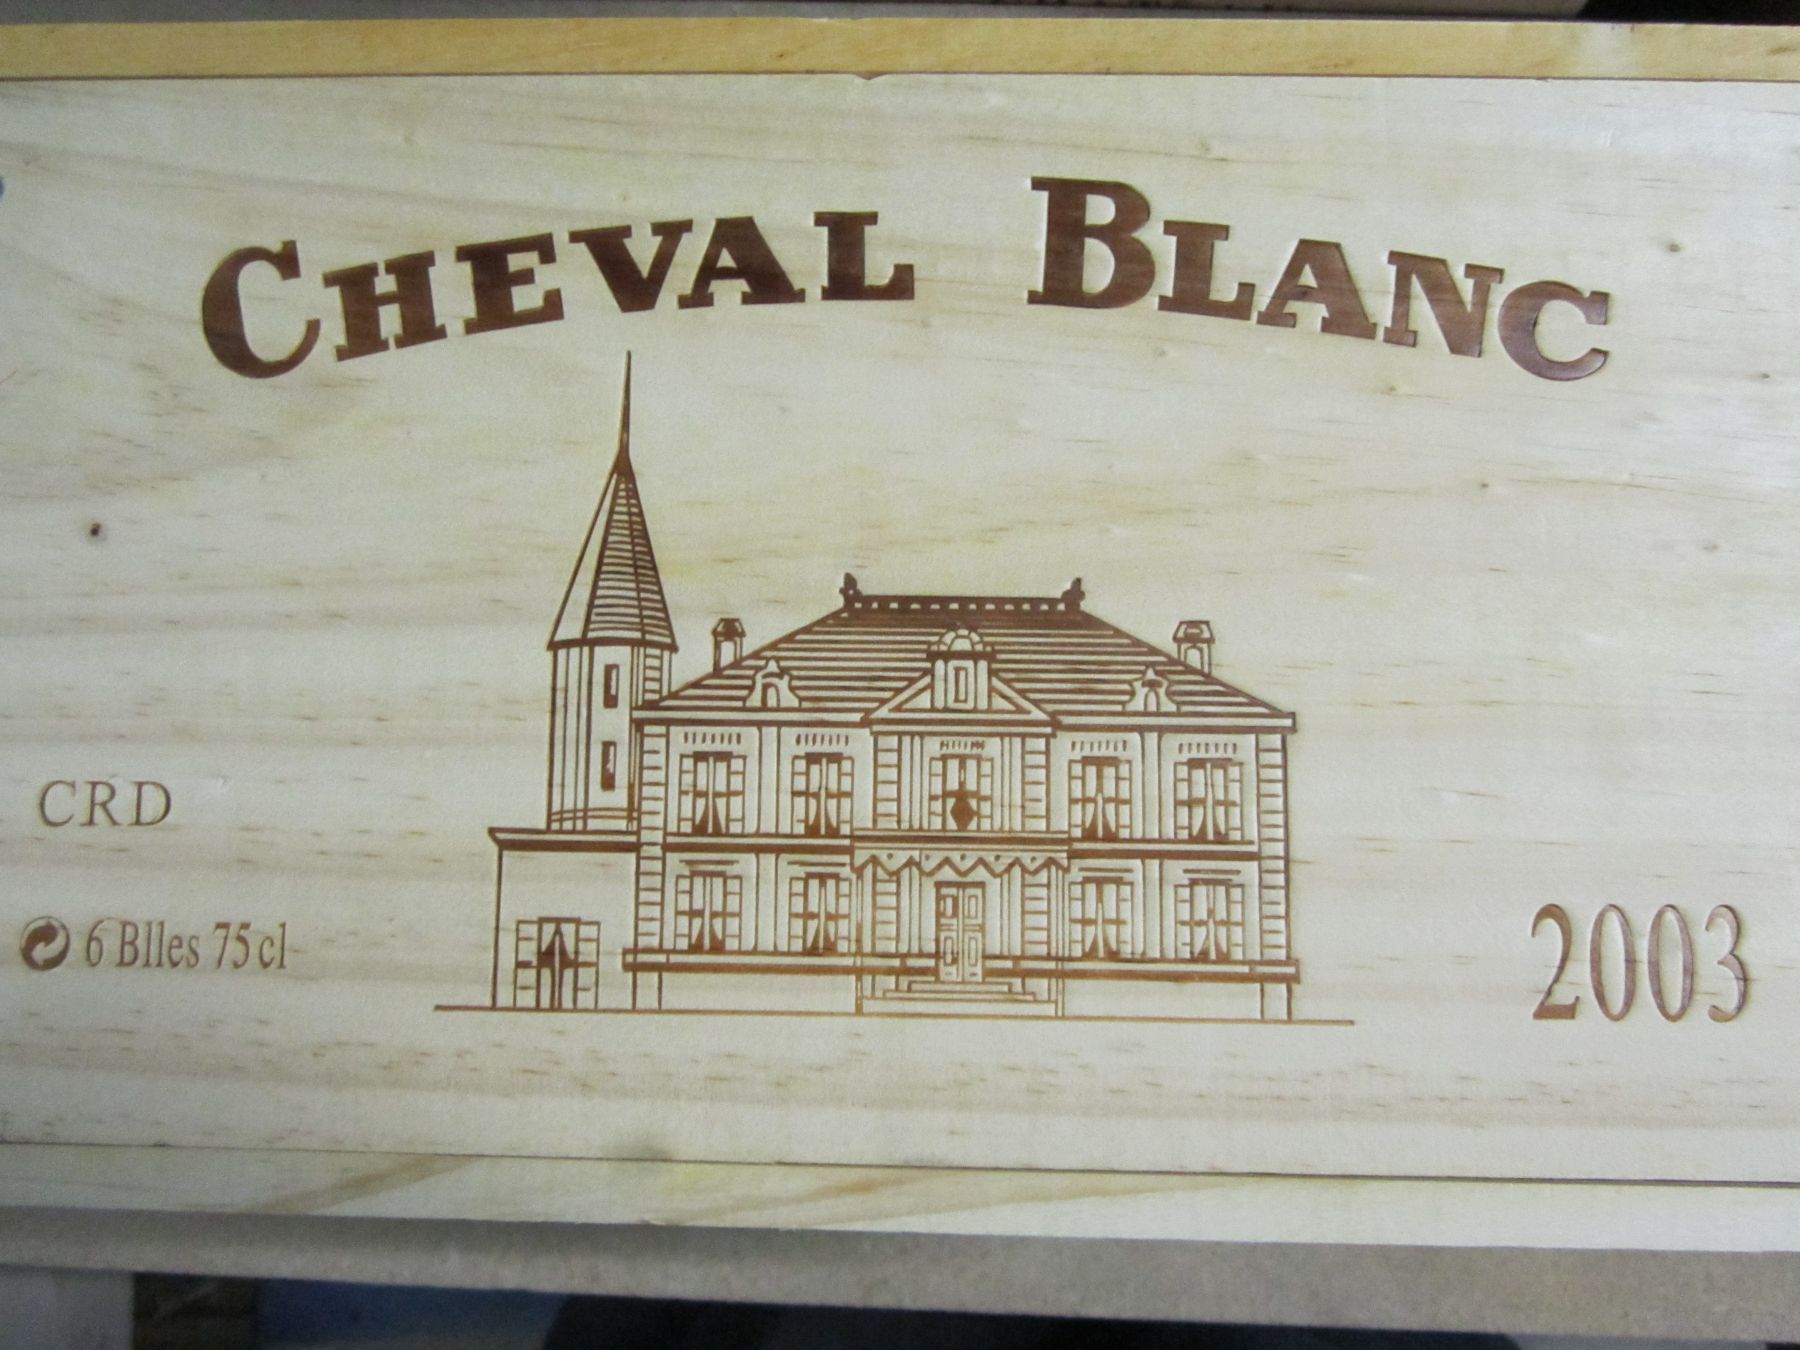 CHEVAL BLANC
CRD
6 Blles 75 cl
2003